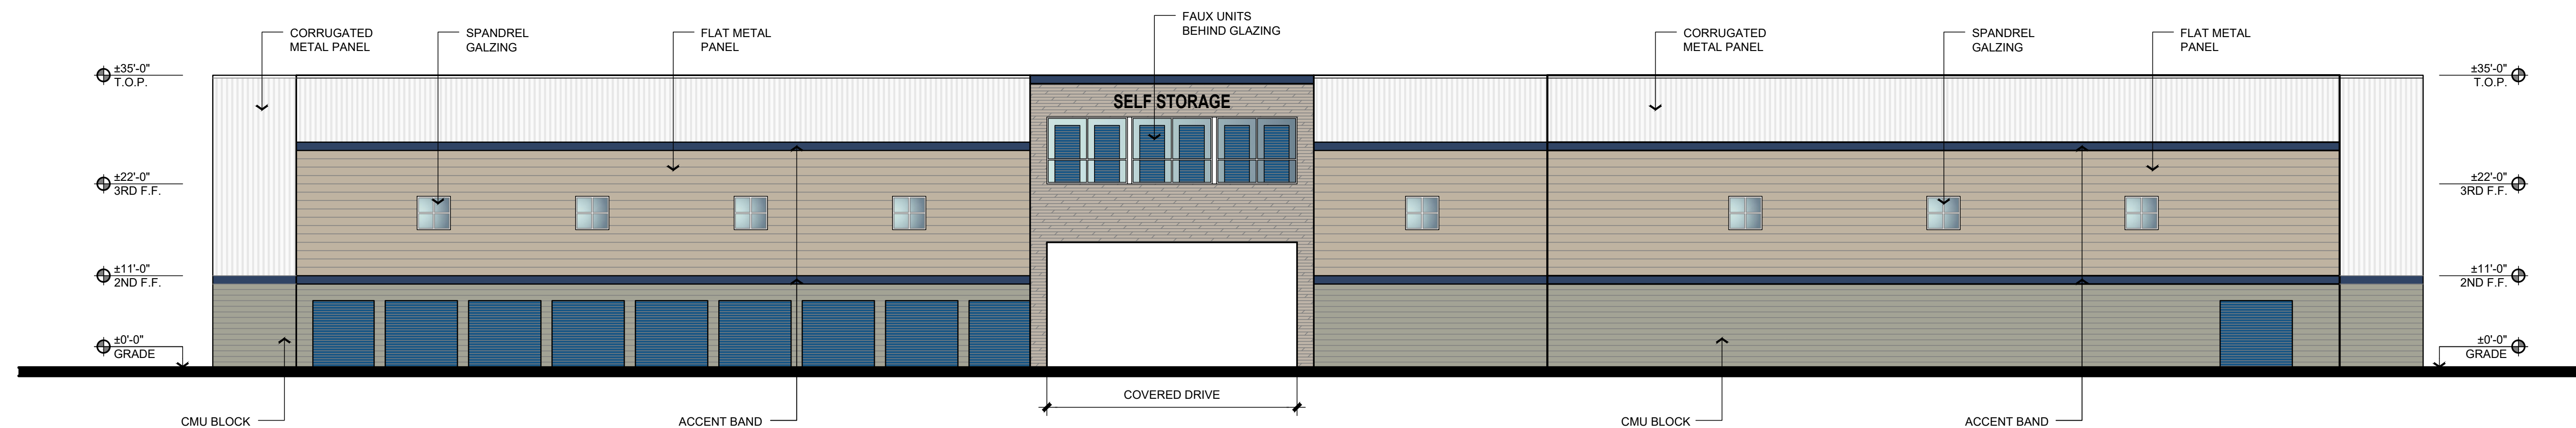 FAUX UNITS
BEHIND GLAZING
CORRUGATED
METAL PANEL
SPANDREL
GALZING
FLAT METAL
PANEL
CORRUGATED
METAL PANEL
SPANDREL
GALZING
FLAT METAL
PANEL
±35'-0"
T.O.P.
SELF STORAGE
±35'-0"
T.O.P.
±22'-0"
3RD F.F.
±22'-0"
3RD F.F.
±11'-0"
2ND F.F.
±11'-0"
2ND F.F.
±0'-0"
GRADE
±0'-0"
GRADE
COVERED DRIVE
CMU BLOCK
ACCENT BAND
CMU BLOCK
ACCENT BAND